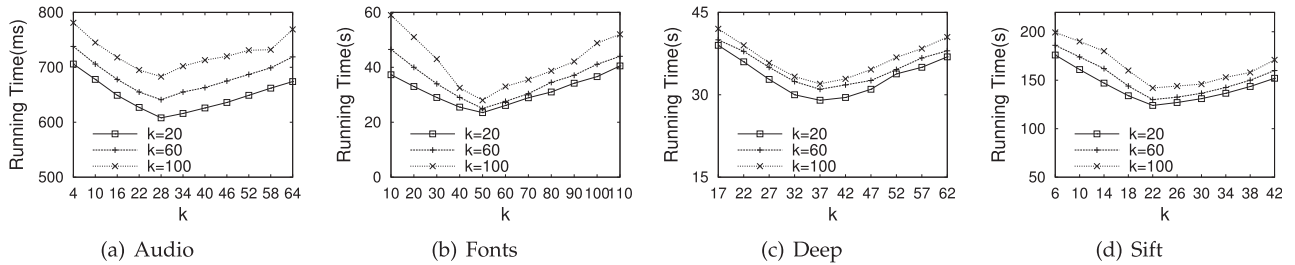 800
700
600
500
Running Time(ms)
k=20
k=60
k=100
4 10 16 22 28 34 40 46 52 58 64
k
(a) Audio
60
40
20
0
Running Time(s)
k=20
k=60
k=100
10 20 30 40 50 60 70 80 90 100 110
k
(b) Fonts
45
30
15
Running Time(s)
k=20
k=60
k=100
17 22 27 32 37 42 47 52 57 62
k
(c) Deep
200
150
100
50
Running Time(s)
k=20
k=60
k=100
6 10 14 18 22 26 30 34 38 42
k
(d) Sift